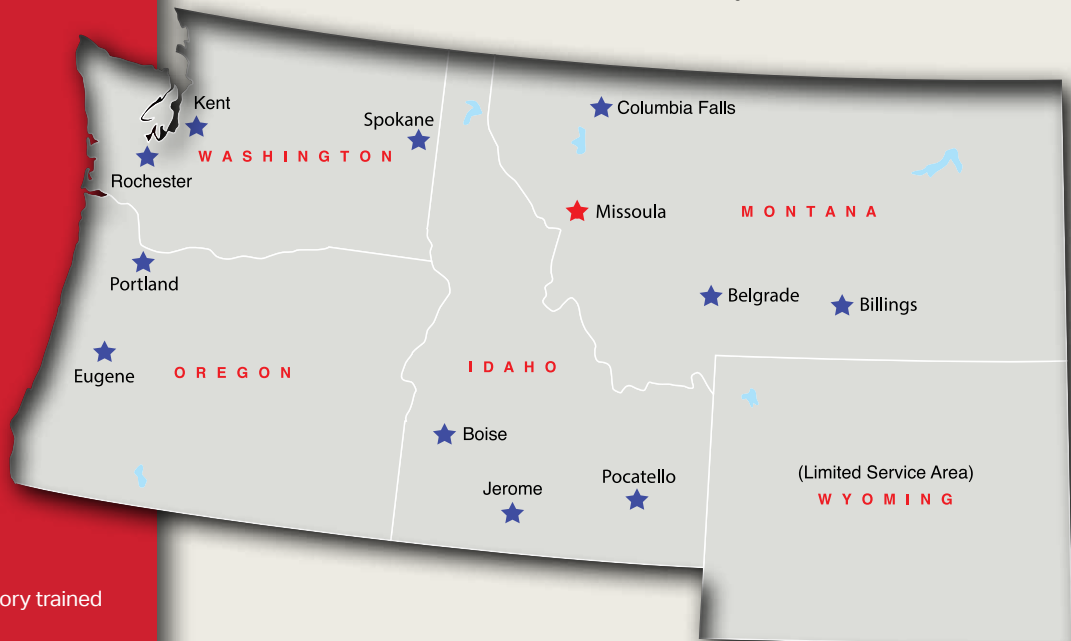 Kent
Spokane
Columbia Falls
WASHINGTON
Rochester
Missoula
MONTANA
Portland
Belgrade
Billings
Eugene
OREGON
IDAHO
Boise
Jerome
Pocatello
(Limited Service Area)
WYOMING
ory trained